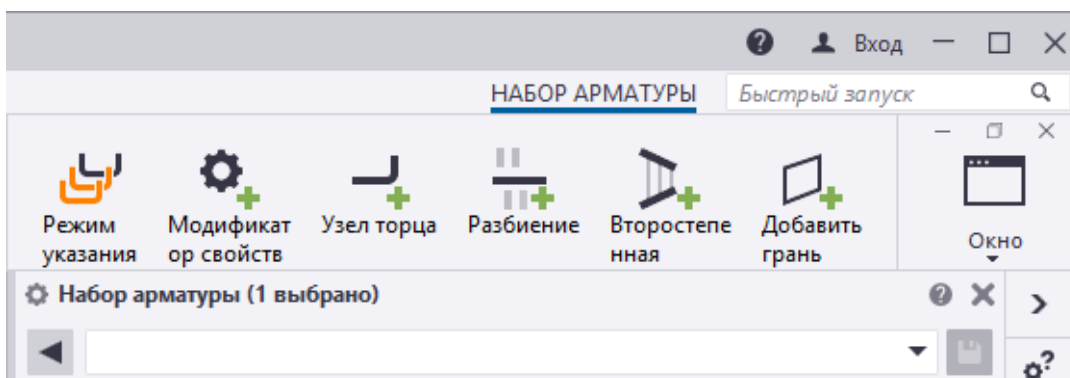 Вход
НАБОР АРМАТУРЫ
Быстрый запуск
Режим
указания
Модификат
ор свойств
Узел торца
Разбиение
Второстепе
нная
Добавить
грань
Окно
Набор арматуры (1 выбрано)